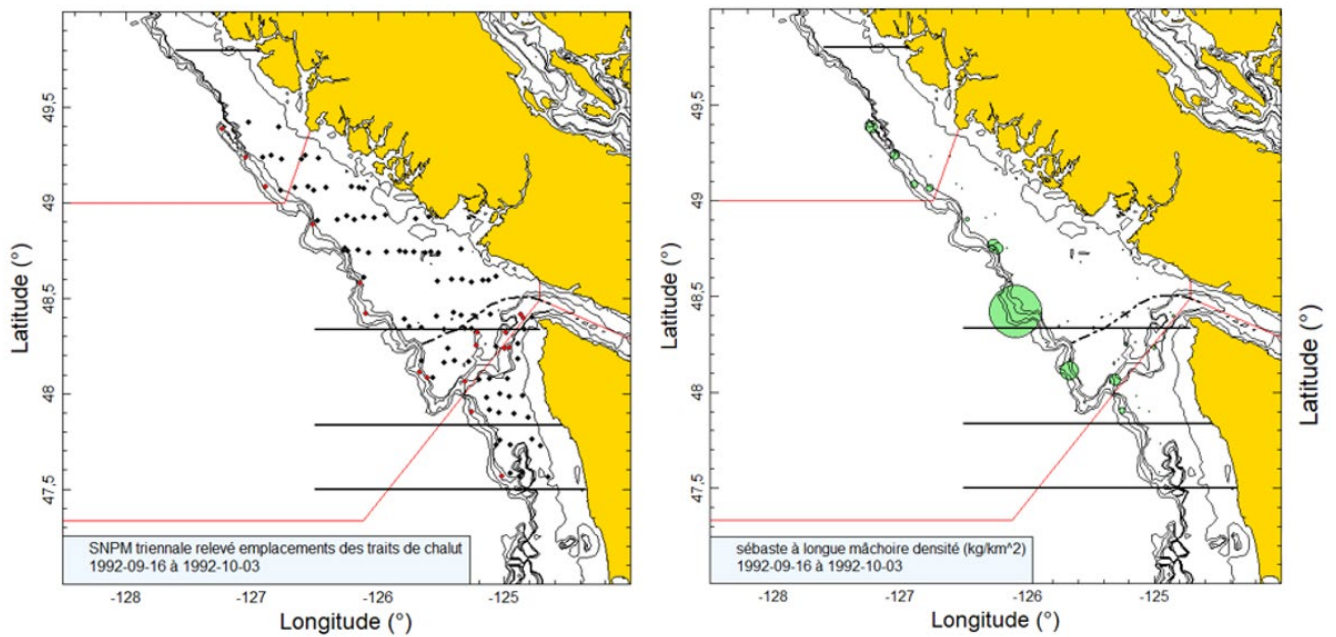 49,5
49
48,5
48
47,5
Latitude (°)
SNPM triennale relevé emplacements des traits de chalut
1992-09-16 à 1992-10-03
-128
-127
-126
-125
Longitude (°)
49,5
49
48,5
48
47,5
Latitude (°)
sébaste à longue mâchoire densité (kg/km^2)
1992-09-16 à 1992-10-03
-128
-127
-126
-125
Longitude (°)
Latitude (°)